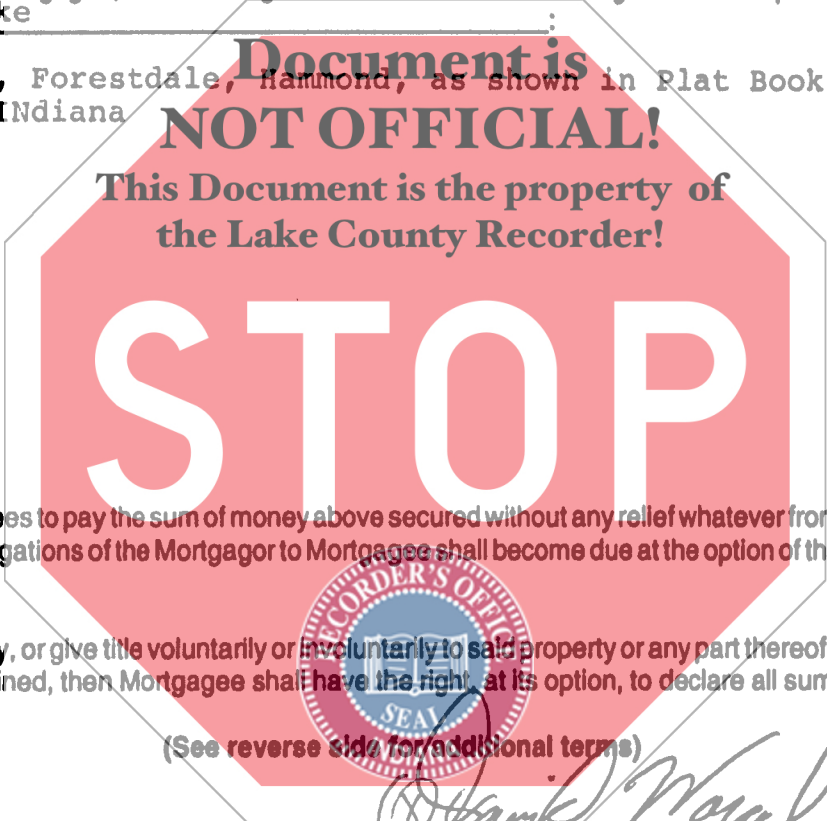 ke :
Document is
, Forestdale, Hammond, as shown in Plat Book
INdiana
NOT OFFICIAL!
This Document is the property of
the Lake County Recorder!
STOP
es to pay the sum of money above secured without any relief whatever from
gations of the Mortgagor to Mortgagee shall become due at the option of th
RECORDER'S OFFICE
y, or give title voluntarily or involuntarily to said property or any part thereof
ined, then Mortgagee shall have the right, at its option, to declare all sum
SEAL
INDIANA
(See reverse side for additional terms)